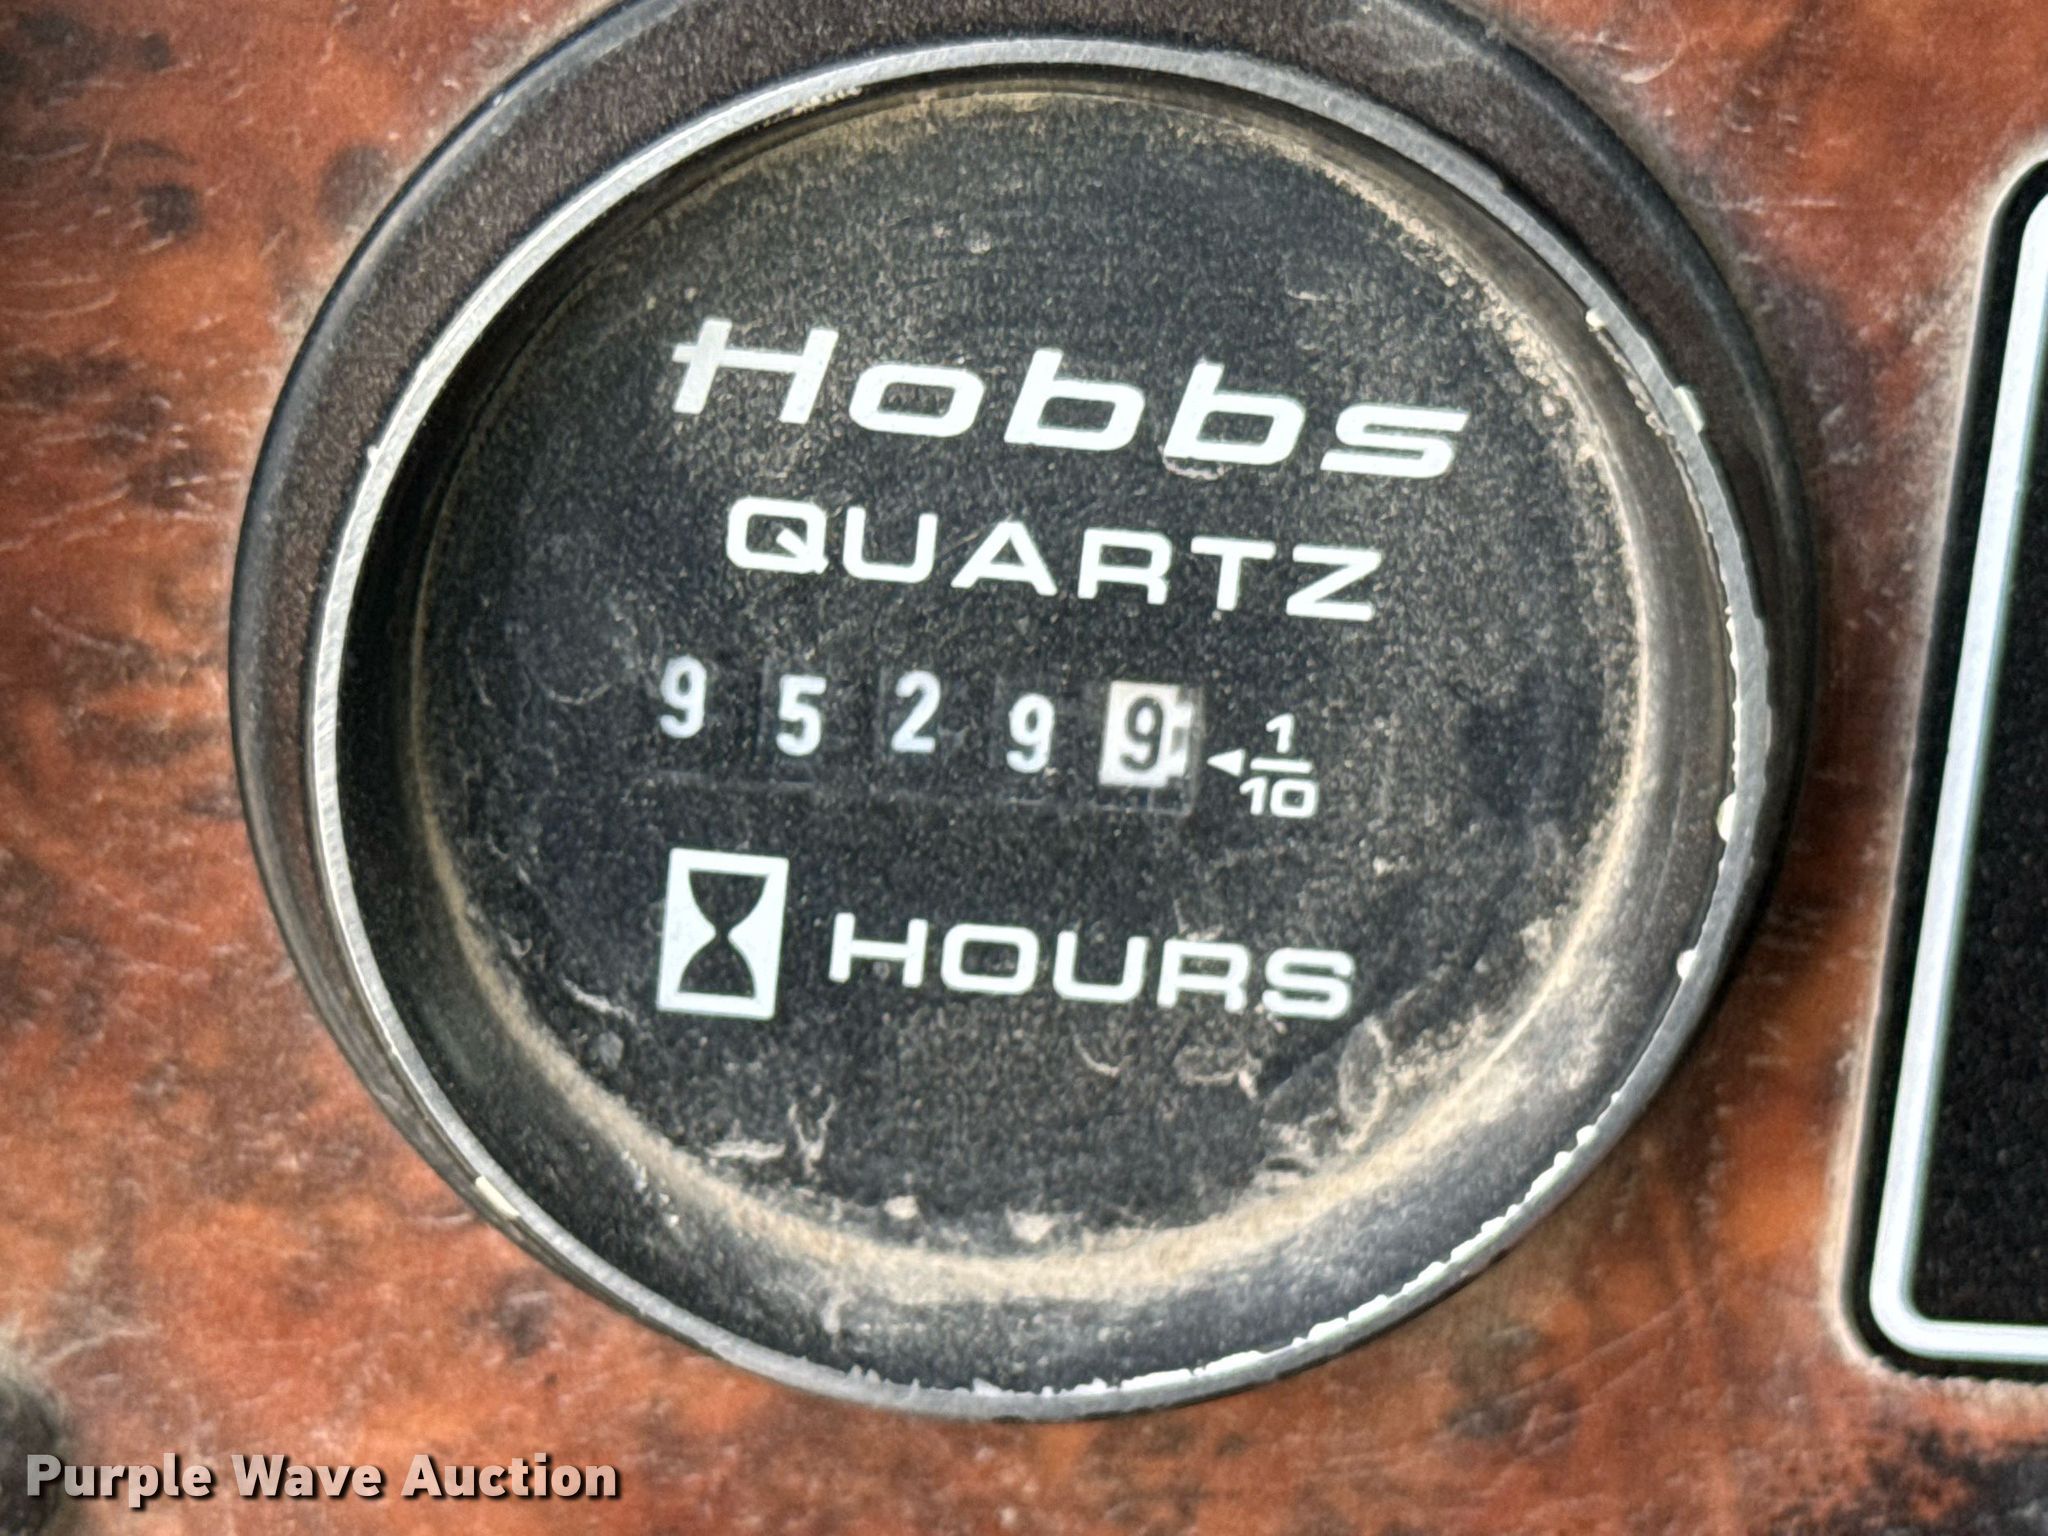 Hobbs
QUARTZ
9 5 2 9 9 1/10
HOURS
Purple Wave Auction